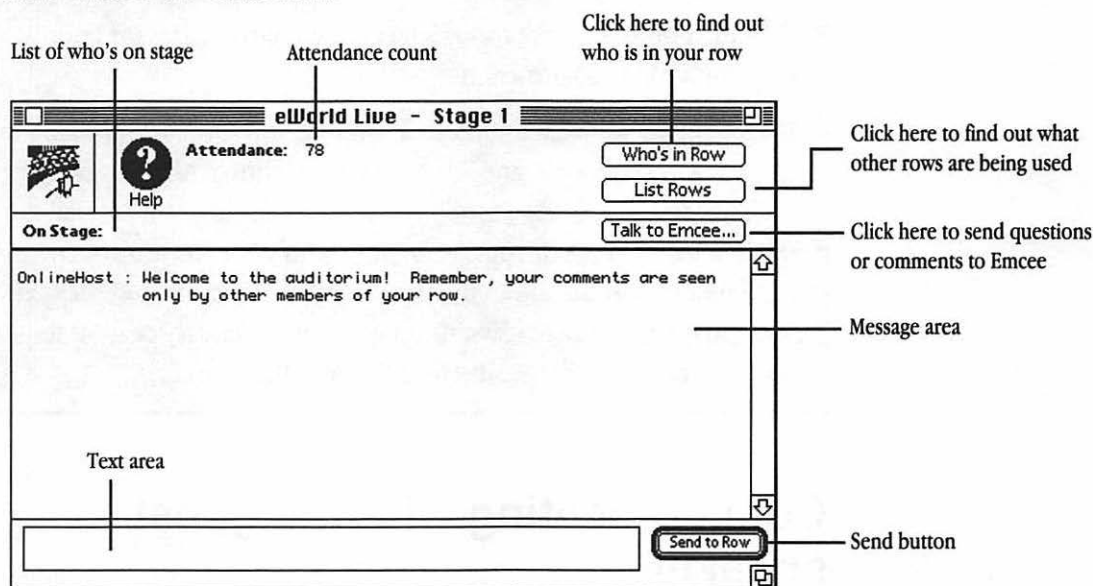 Click here to find out
who is in your row
List of who's on stage
Attendance count
eWorld Live - Stage 1
Attendance: 78
Who's in Row
Click here to find out what
other rows are being used
List Rows
Help
On Stage:
Talk to Emcee...
Click here to send questions
or comments to Emcee
OnlineHost : Welcome to the auditorium! Remember, your comments are seen
only by other members of your row.
Message area
Text area
Send to Row
Send button